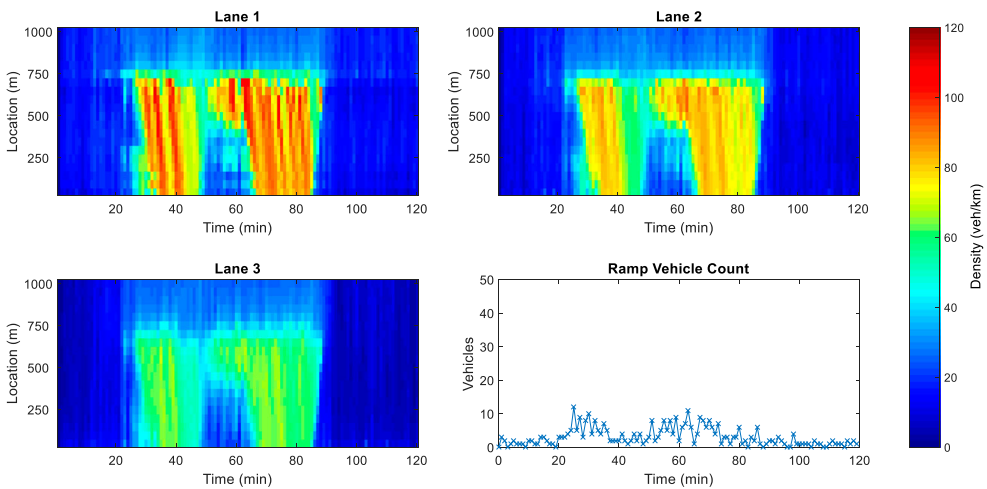 Lane 1
1000
750
500
250
Location (m)
20 40 60 80 100 120
Time (min)
Lane 2
1000
750
500
250
Location (m)
20 40 60 80 100 120
Time (min)
Lane 3
1000
750
500
250
Location (m)
20 40 60 80 100 120
Time (min)
Ramp Vehicle Count
50
40
30
20
10
0
Vehicles
0 20 40 60 80 100 120
Time (min)
120
100
80
60
40
20
0
Density (veh/km)